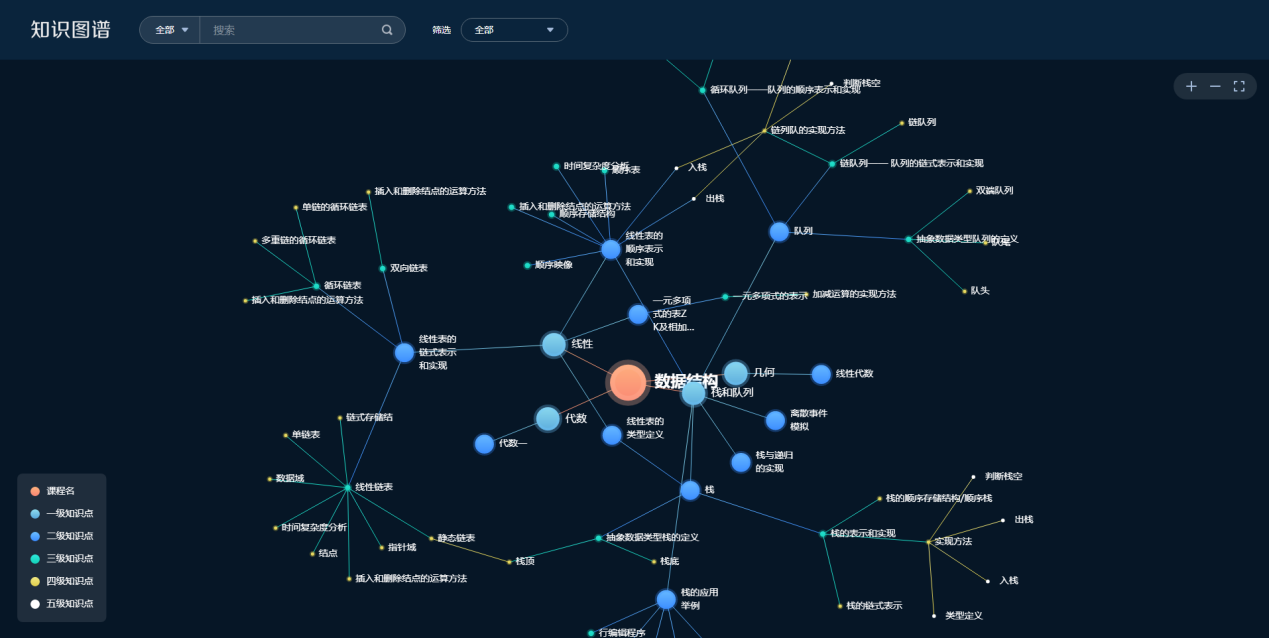 知识图谱
全部
搜索
筛选
全部
循环队列——队列的顺序表示和实现
判断栈空
链列队的实现方法
链队列
链队列—— 队列的链式表示和实现
时间复杂度分析
顺序表
入栈
出栈
双端队列
插入和删除结点的运算方法
单链的循环链表
插入和删除结点的运算方法
顺序存储结构
线性表的
顺序表示
和实现
队列
抽象数据类型队列的定义
队尾
多重链的循环链表
双向链表
顺序映像
循环链表
插入和删除结点的运算方法
队头
一元多项
式的表Z
K及相加...
一元多项式的表示
加减运算的实现方法
线性表的
链式表示
和实现
线性
数据结构
几何
线性代数
栈和队列
代数
离散事件
模拟
线性表的
类型定义
代数一
链式存储结
单链表
栈与递归
的实现
数据域
线性链表
栈
判断栈空
栈的顺序存储结构/顺序栈
出栈
时间复杂度分析
静态链表
抽象数据类型栈的定义
栈的表示和实现
实现方法
结点
指针域
栈顶
栈底
入栈
插入和删除结点的运算方法
栈的应用
举例
栈的链式表示
类型定义
行编辑程序
课程名
一级知识点
二级知识点
三级知识点
四级知识点
五级知识点